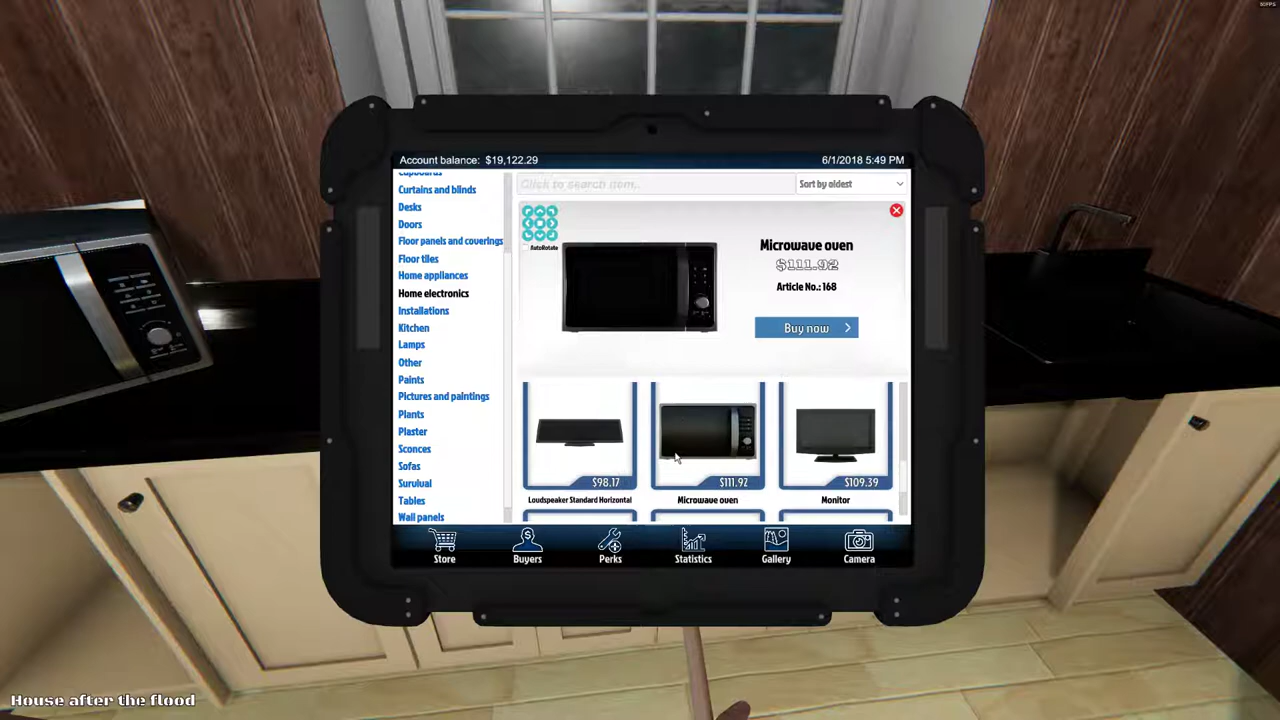 60FPS
Account balance: $19,122.29
6/1/2018 5:49 PM
Cupboards
Curtains and blinds
Desks
Doors
Floor panels and coverings
Floor tiles
Home appliances
Home electronics
Installations
Kitchen
Lamps
Other
Paints
Pictures and paintings
Plants
Plaster
Sconces
Sofas
Survival
Tables
Wall panels
Click to search item..
Sort by oldest
AutoRotate
Microwave oven
$111.92
Article No.: 168
Buy now
$98.17
$111.92
$109.39
Loudspeaker Standard Horizontal
Microwave oven
Monitor
Store
Buyers
Perks
Statistics
Gallery
Camera
House after the flood